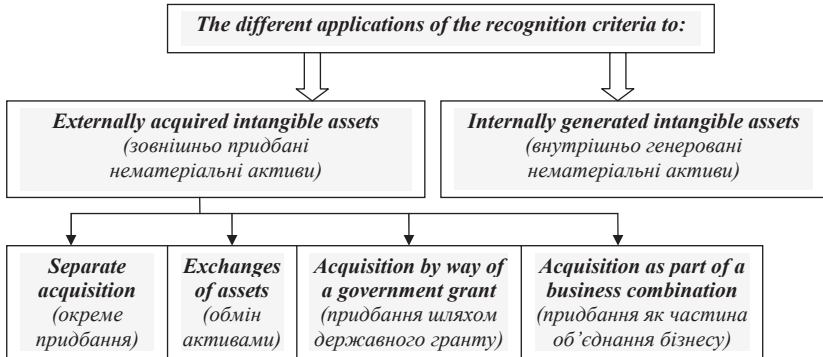 The different applications of the recognition criteria to:
Externally acquired intangible assets
(зовнішньо придбані
нематеріальні активи)
Internally generated intangible assets
(внутрішньо генеровані
нематеріальні активи)
Separate
acquisition
(окреме
придбання)
Exchanges
of assets
(обмін
активами)
Acquisition by way of
a government grant
(придбання шляхом
державного гранту)
Acquisition as part of a
business combination
(придбання як частина
об’єднання бізнесу)